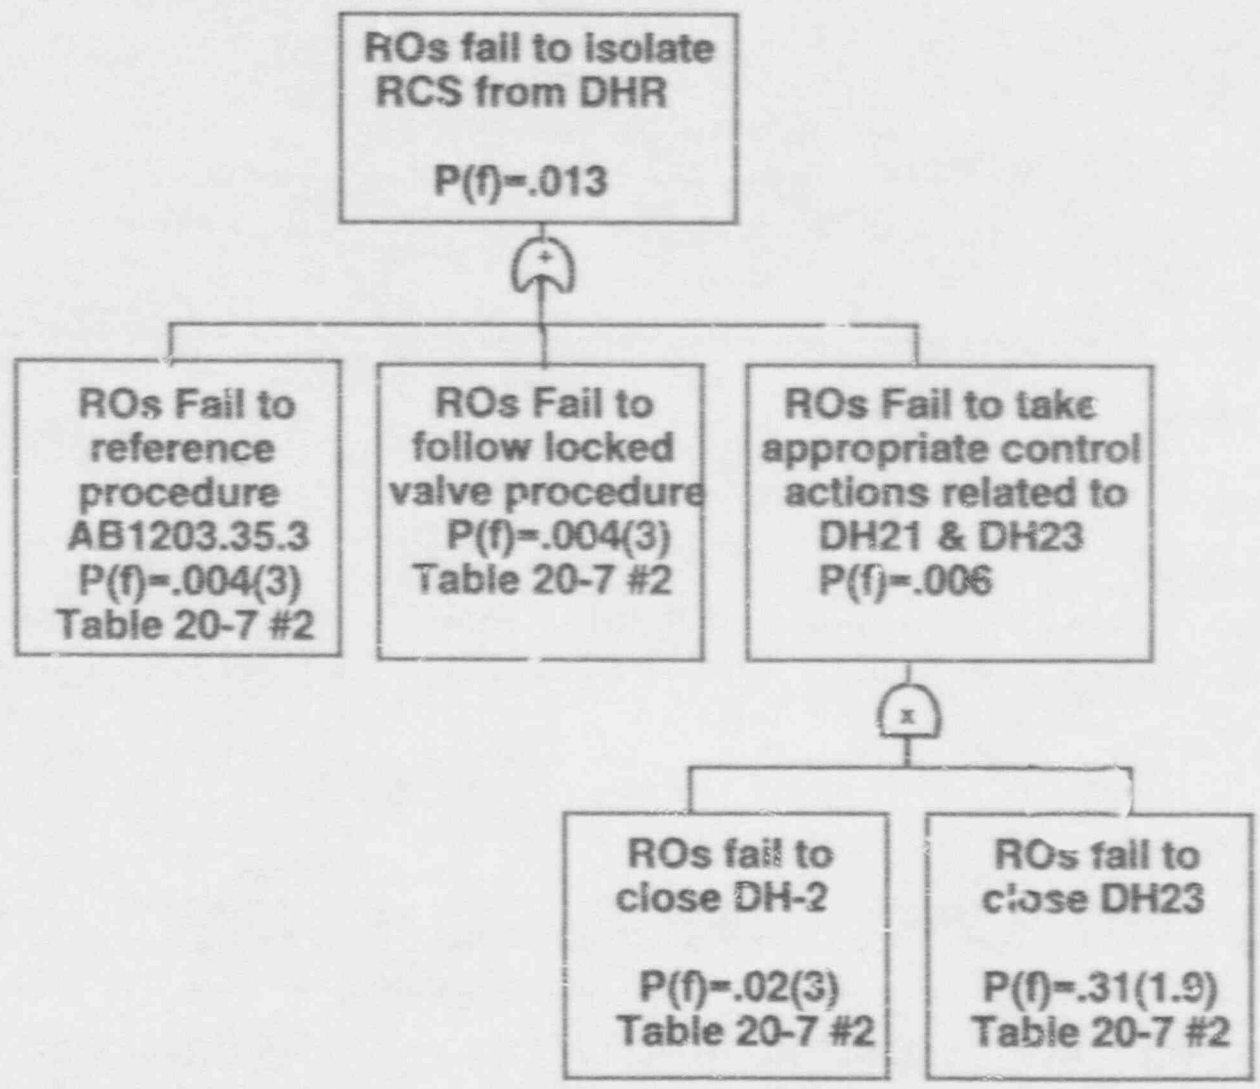 ROs fail to isolate
RCS from DHR
P(f)=.013
+
ROs Fail to
reference
procedure
AB1203.35.3
P(f)=.004(3)
Table 20-7 #2
ROs Fail to
follow locked
valve procedure
P(f)=.004(3)
Table 20-7 #2
ROs Fail to take
appropriate control
actions related to
DH21 & DH23
P(f)=.006
x
ROs fail to
close DH-2
P(f)=.02(3)
Table 20-7 #2
ROs fail to
close DH23
P(f)=.31(1.9)
Table 20-7 #2